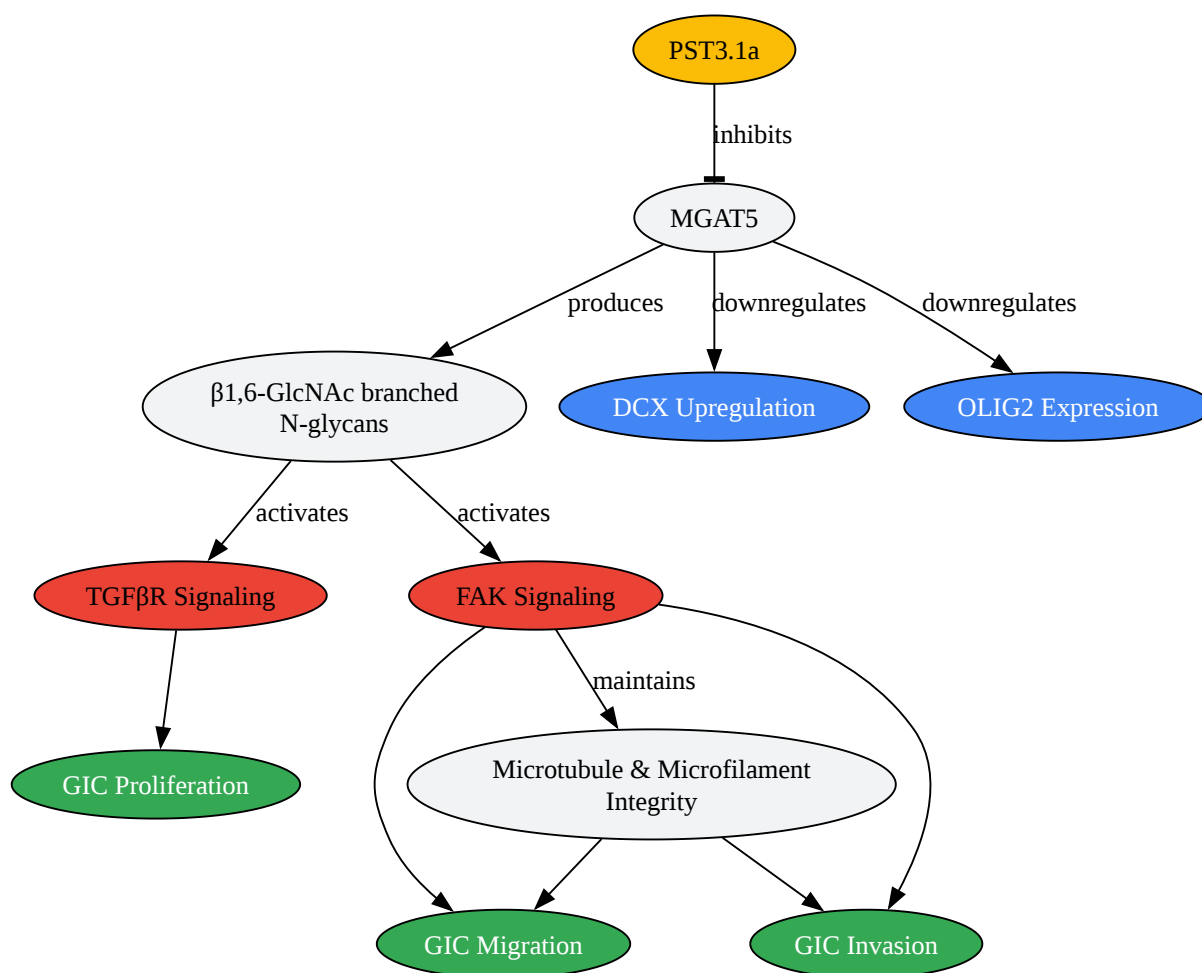 PST3.1a
inhibits
MGAT5
produces
downregulates
downregulates
β1,6-GlcNAc branched
N-glycans
DCX Upregulation
OLIG2 Expression
activates
activates
TGFβR Signaling
FAK Signaling
maintains
GIC Proliferation
Microtubule & Microfilament
Integrity
GIC Migration
GIC Invasion